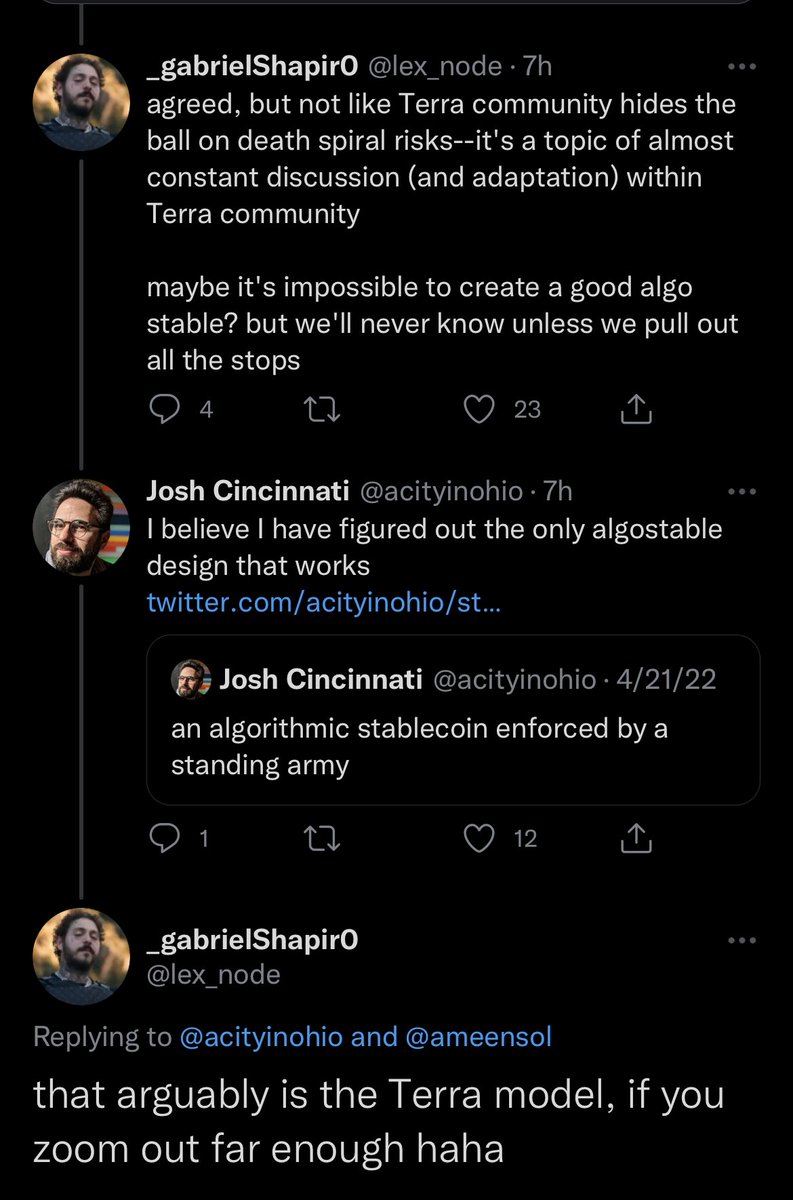 _gabrielShapir0 @lex_node · 7h
agreed, but not like Terra community hides the
ball on death spiral risks--it's a topic of almost
constant discussion (and adaptation) within
Terra community
maybe it's impossible to create a good algo
stable? but we'll never know unless we pull out
all the stops
4 23
Josh Cincinnati @acityinohio · 7h
I believe I have figured out the only algostable
design that works
twitter.com/acityinohio/st...
Josh Cincinnati @acityinohio · 4/21/22
an algorithmic stablecoin enforced by a
standing army
1 12
_gabrielShapir0
@lex_node
Replying to @acityinohio and @ameensol
that arguably is the Terra model, if you
zoom out far enough haha